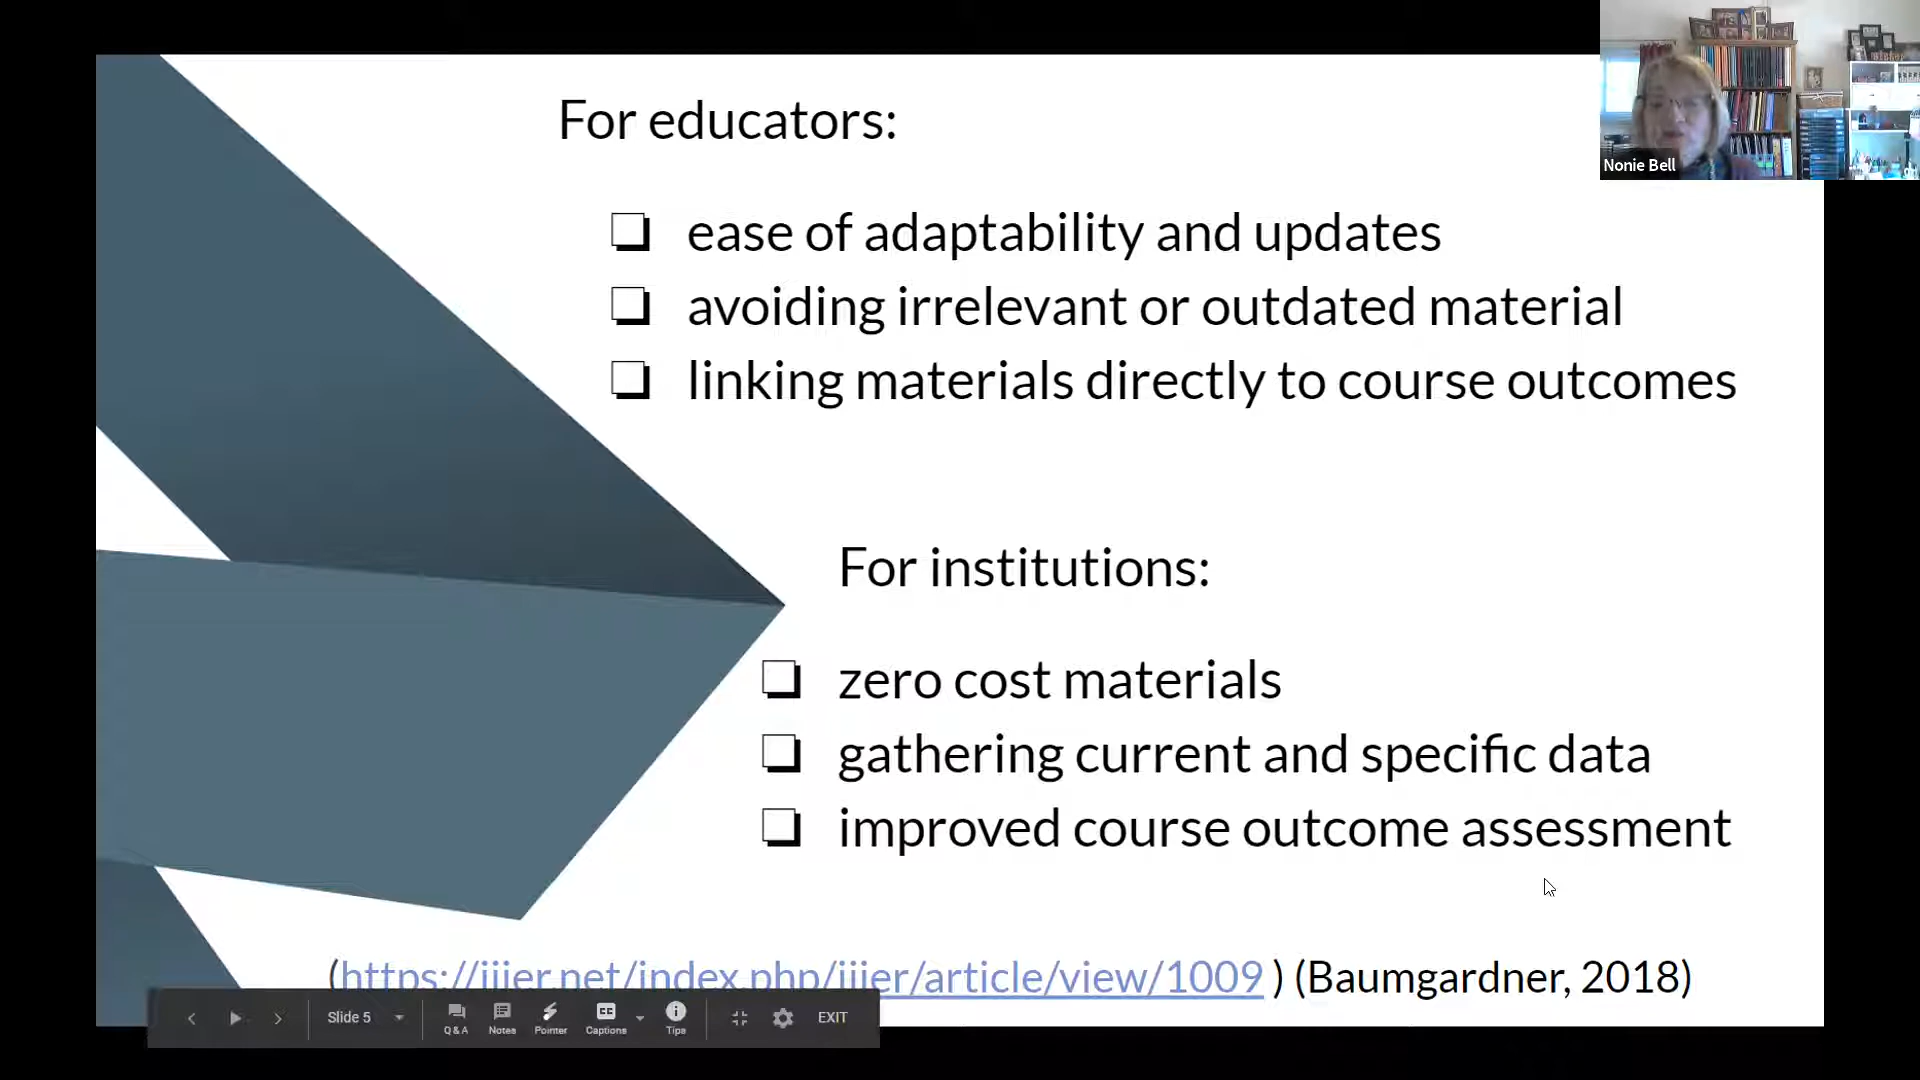 For educators:
ease of adaptability and updates
avoiding irrelevant or outdated material
linking materials directly to course outcomes
For institutions:
zero cost materials
gathering current and specific data
improved course outcome assessment
(https://ijier.net/index.php/ijier/article/view/1009 ) (Baumgardner, 2018)
Nonie Bell
Slide 5
Q & A
Notes
Pointer
Captions
Tips
EXIT